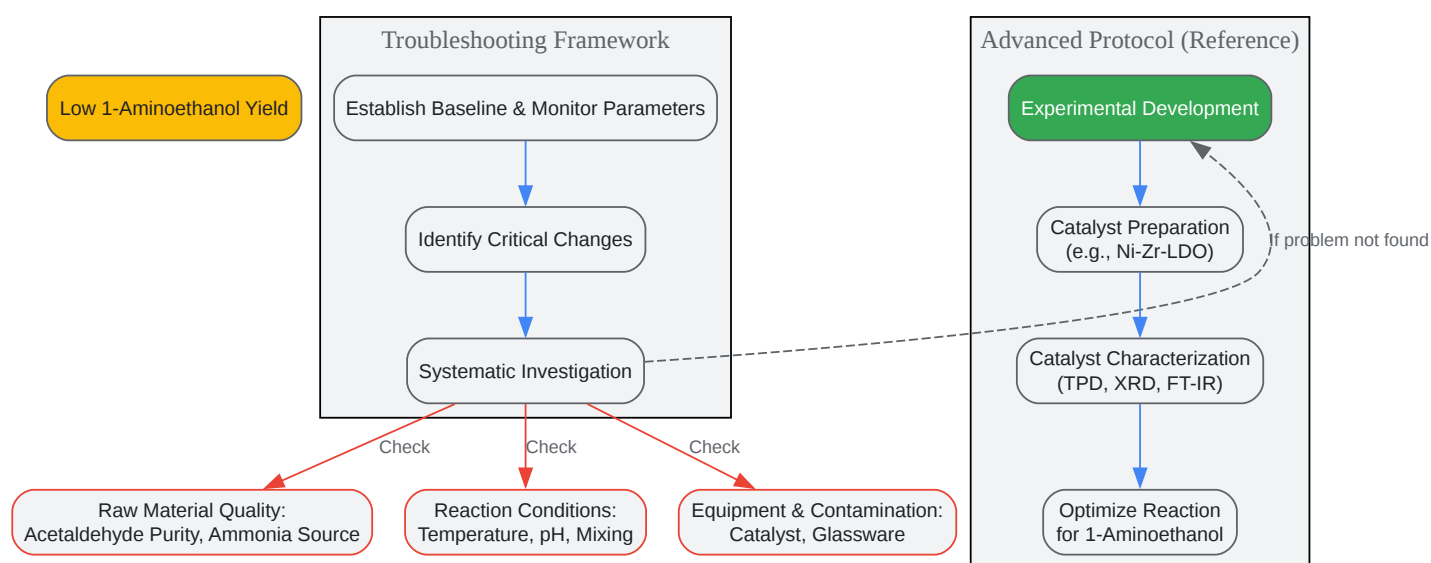 Troubleshooting Framework
Advanced Protocol (Reference)
Low 1-Aminoethanol Yield
Establish Baseline & Monitor Parameters
Experimental Development
Identify Critical Changes
Catalyst Preparation
(e.g., Ni-Zr-LDO)
If problem not found
Systematic Investigation
Catalyst Characterization
(TPD, XRD, FT-IR)
Check
Check
Check
Raw Material Quality:
Acetaldehyde Purity, Ammonia Source
Reaction Conditions:
Temperature, pH, Mixing
Equipment & Contamination:
Catalyst, Glassware
Optimize Reaction
for 1-Aminoethanol